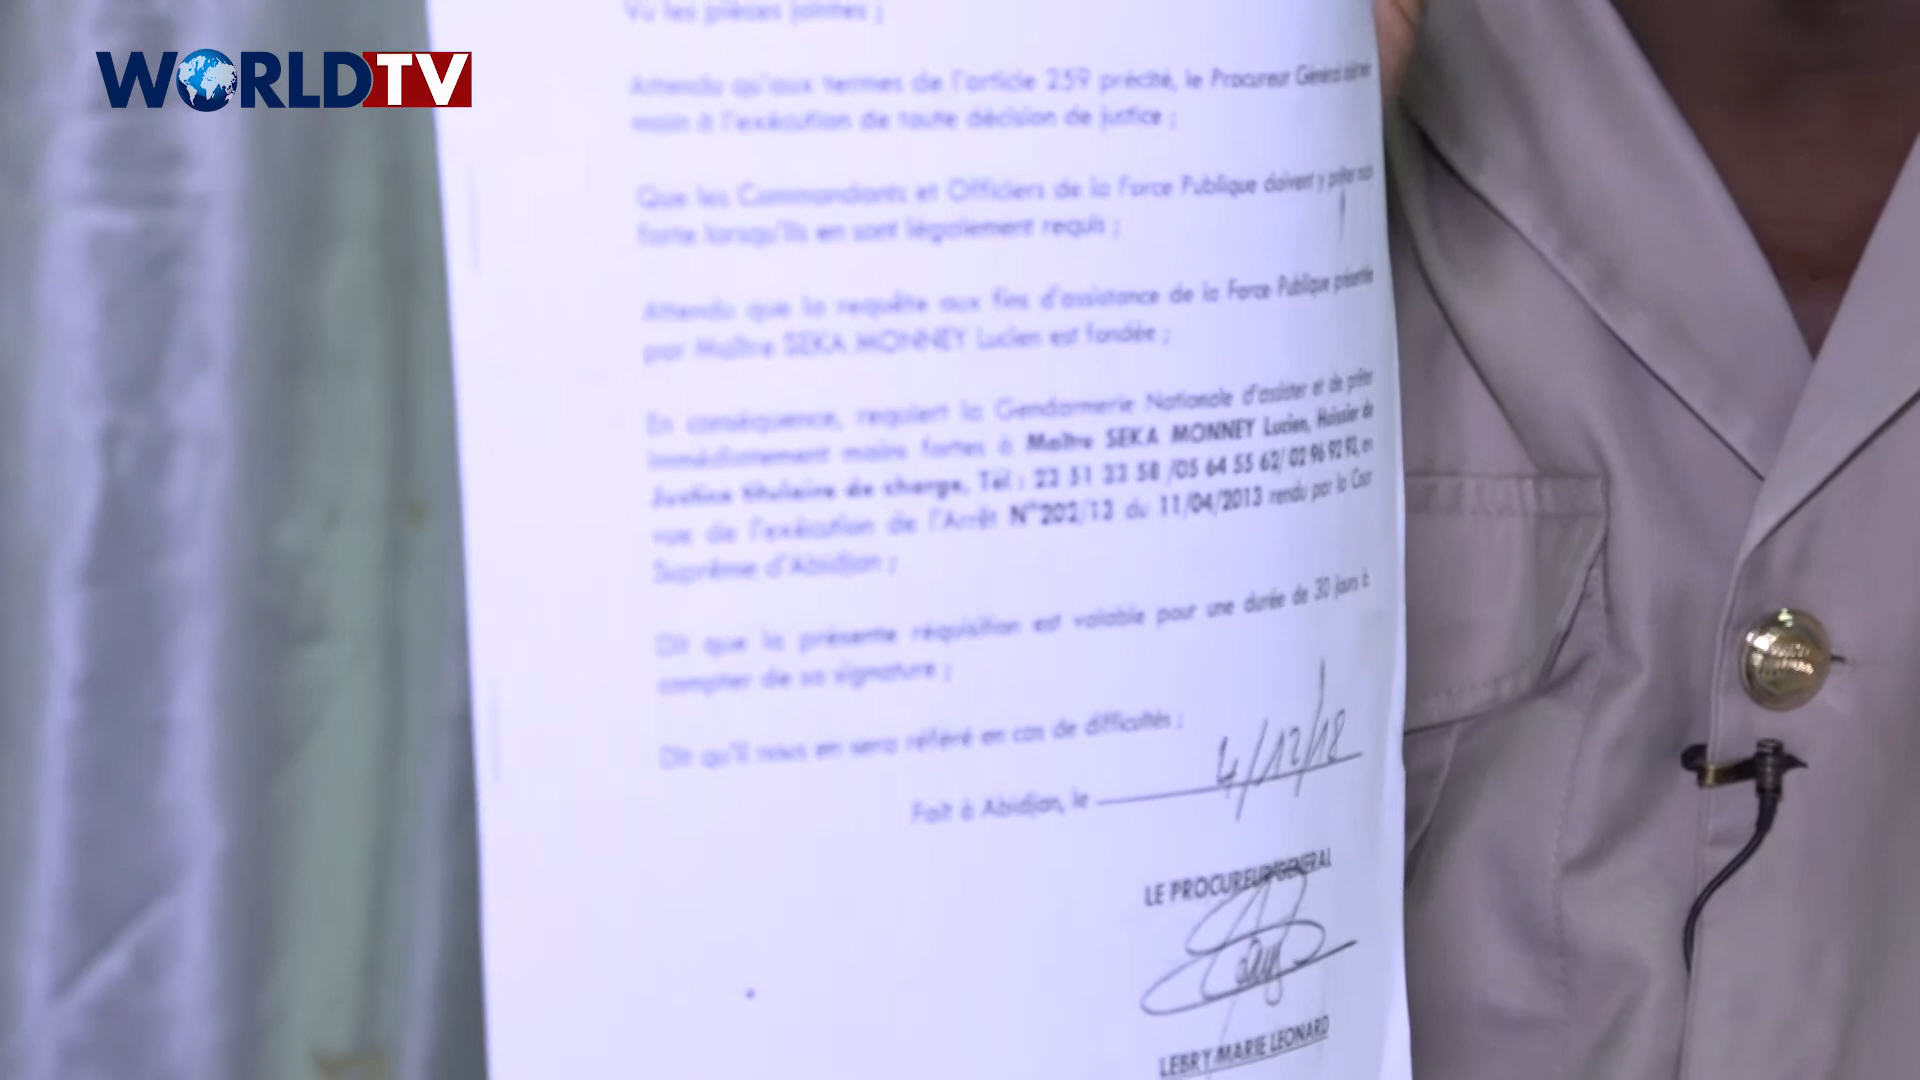 WORLDTV
Vu les pièces jointes ;
Attendu qu'aux termes de l'article 259 précité, le Procureur Général
main à l'exécution de toute décision de justice ;
Que les Commandants et Officiers de la Force Publique doivent y prêter main
forte lorsqu'ils en sont légalement requis ;
Attendu que la requête aux fins d'assistance de la Force Publique présentée
par Maître SEKA MONNEY Lucien est fondée ;
En conséquence, requiert la Gendarmerie Nationale d'assister et de prêter
immédiatement mains fortes à Maître SEKA MONNEY Lucien, Huissier de
Justice titulaire de charge, Tél : 23 51 33 58 /05 64 55 62/ 02 96 92 93, en
vue de l'exécution de l'Arrêt N°202/13 du 11/04/2013 rendu par la Cour
Suprême d'Abidjan ;
Dit que la présente réquisition est valable pour une durée de 30 jours à
compter de sa signature ;
Dit qu'il nous en sera référé en cas de difficultés ;
Fait à Abidjan, le 4/12/18
LE PROCUREUR GENERAL
LEBRY MARIE LEONARD